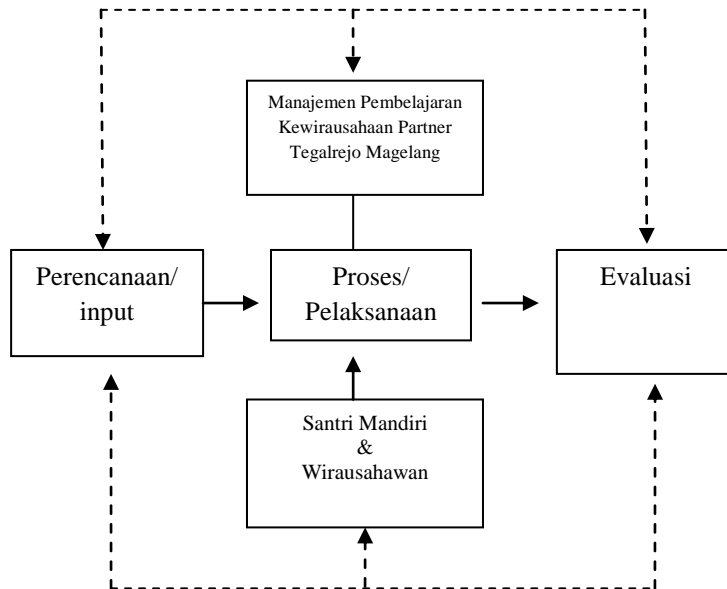 Manajemen Pembelajaran
Kewirausahaan Partner
Tegalrejo Magelang
Perencanaan/
input
Proses/
Pelaksanaan
Evaluasi
Santri Mandiri
&
Wirausahawan